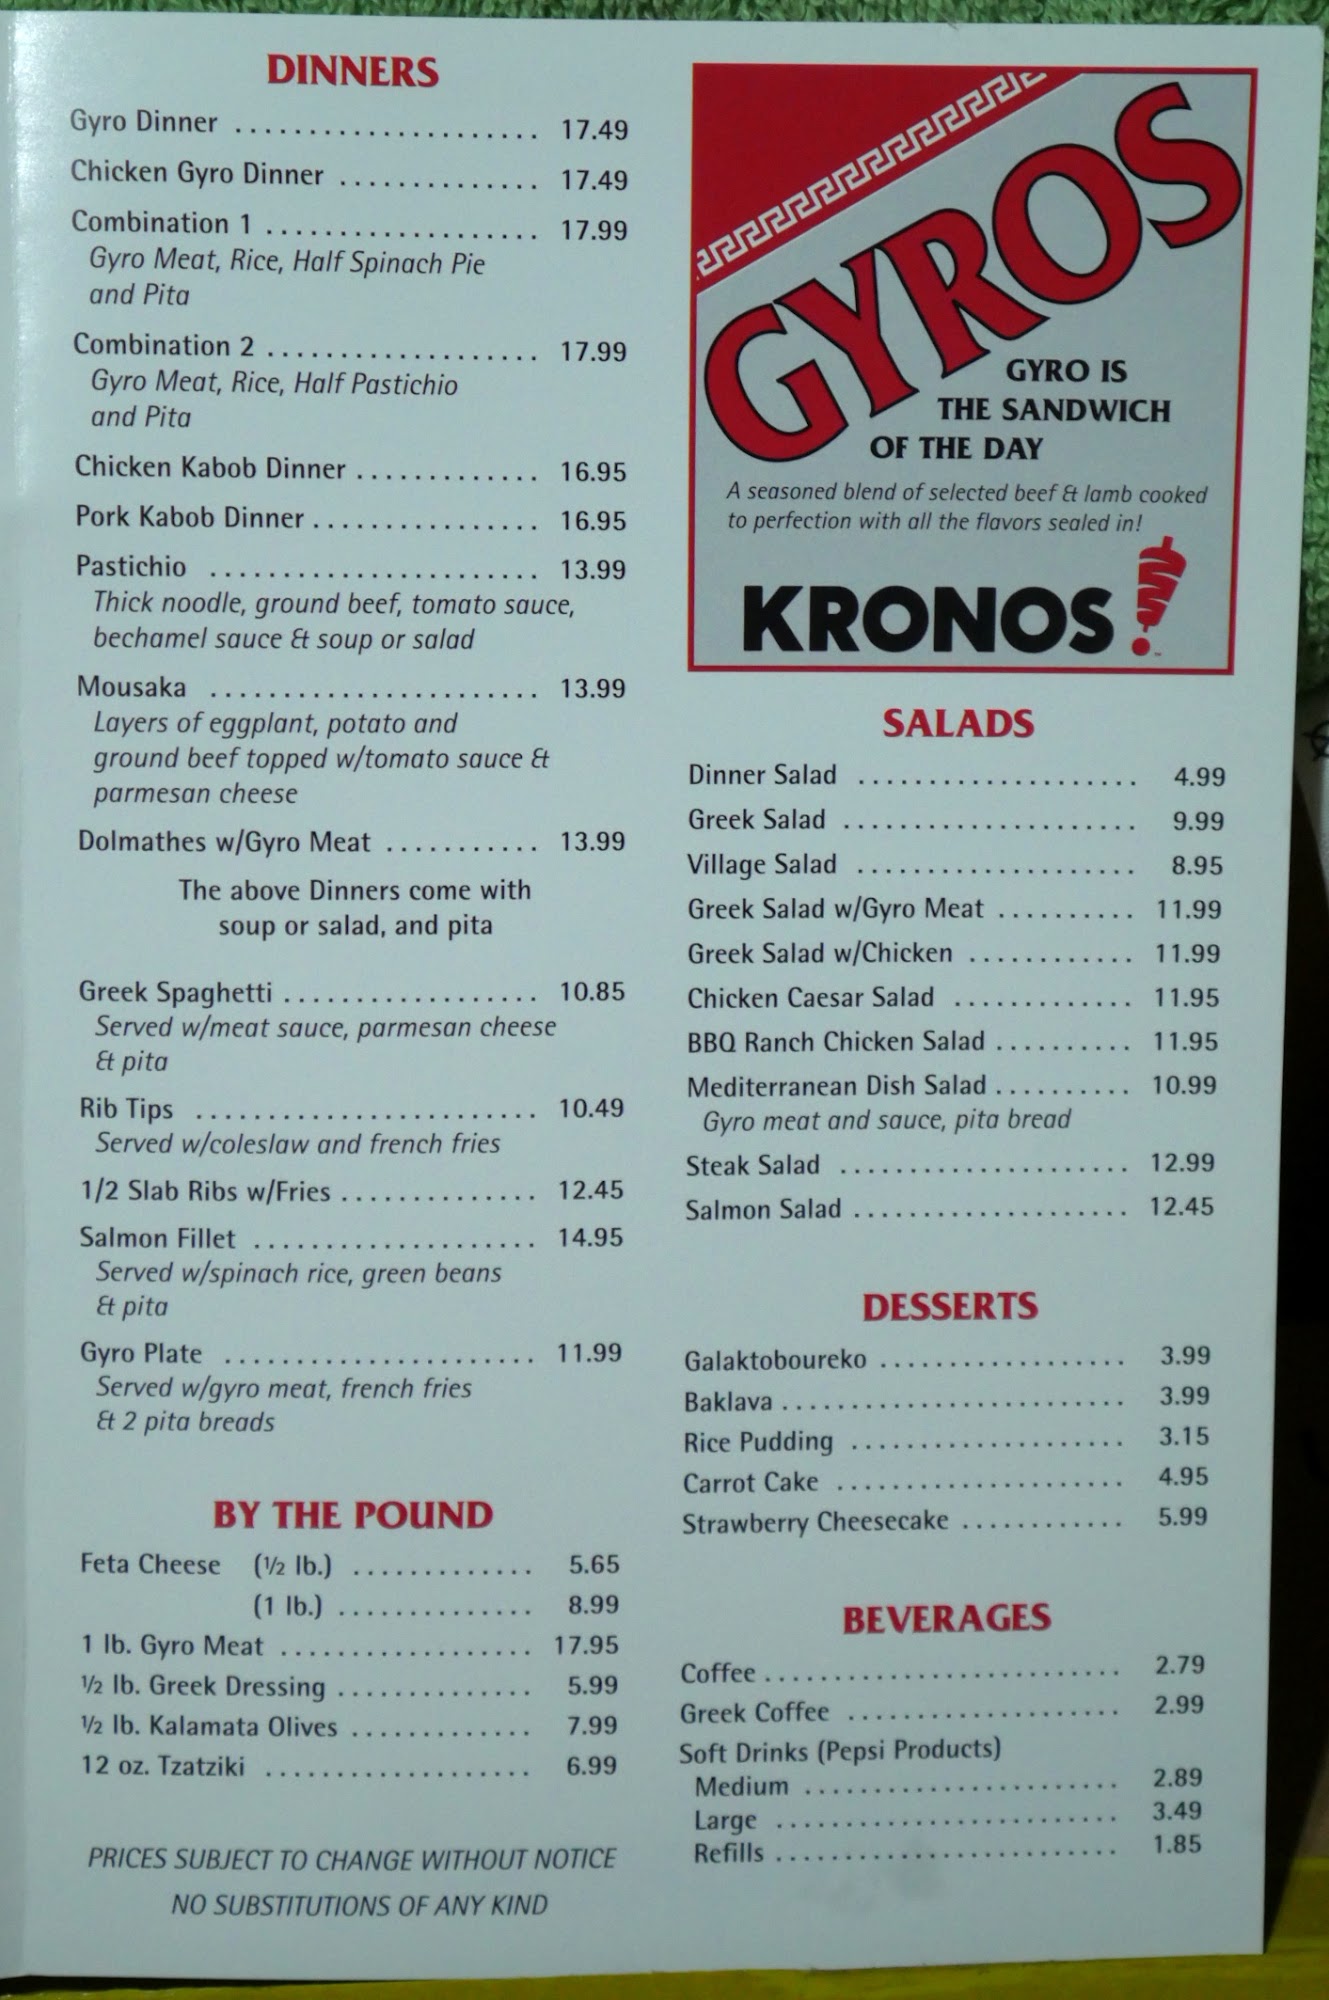 DINNERS
Gyro Dinner ..................... 17.49
Chicken Gyro Dinner .............. 17.49
Combination 1 ................... 17.99
Gyro Meat, Rice, Half Spinach Pie
and Pita
Combination 2 ................... 17.99
Gyro Meat, Rice, Half Pastichio
and Pita
Chicken Kabob Dinner ............. 16.95
Pork Kabob Dinner ................ 16.95
Pastichio ....................... 13.99
Thick noodle, ground beef, tomato sauce,
bechamel sauce & soup or salad
Mousaka ....................... 13.99
Layers of eggplant, potato and
ground beef topped w/tomato sauce &
parmesan cheese
Dolmathes w/Gyro Meat ........... 13.99
The above Dinners come with
soup or salad, and pita
Greek Spaghetti .................. 10.85
Served w/meat sauce, parmesan cheese
& pita
Rib Tips ........................ 10.49
Served w/coleslaw and french fries
1/2 Slab Ribs w/Fries .............. 12.45
Salmon Fillet .................... 14.95
Served w/spinach rice, green beans
& pita
Gyro Plate ...................... 11.99
Served w/gyro meat, french fries
& 2 pita breads
BY THE POUND
Feta Cheese (½ lb.) ............. 5.65
(1 lb.) .............. 8.99
1 lb. Gyro Meat .................. 17.95
½ lb. Greek Dressing .............. 5.99
½ lb. Kalamata Olives ............. 7.99
12 oz. Tzatziki ................... 6.99
PRICES SUBJECT TO CHANGE WITHOUT NOTICE
NO SUBSTITUTIONS OF ANY KIND
GYROS
GYRO IS
THE SANDWICH
OF THE DAY
A seasoned blend of selected beef & lamb cooked
to perfection with all the flavors sealed in!
KRONOS
SALADS
Dinner Salad .................... 4.99
Greek Salad ..................... 9.99
Village Salad .................... 8.95
Greek Salad w/Gyro Meat .......... 11.99
Greek Salad w/Chicken ............ 11.99
Chicken Caesar Salad ............. 11.95
BBQ Ranch Chicken Salad .......... 11.95
Mediterranean Dish Salad .......... 10.99
Gyro meat and sauce, pita bread
Steak Salad ..................... 12.99
Salmon Salad .................... 12.45
DESSERTS
Galaktoboureko .................. 3.99
Baklava ......................... 3.99
Rice Pudding .................... 3.15
Carrot Cake ..................... 4.95
Strawberry Cheesecake ............ 5.99
BEVERAGES
Coffee .......................... 2.79
Greek Coffee .................... 2.99
Soft Drinks (Pepsi Products)
Medium ....................... 2.89
Large ......................... 3.49
Refills ......................... 1.85